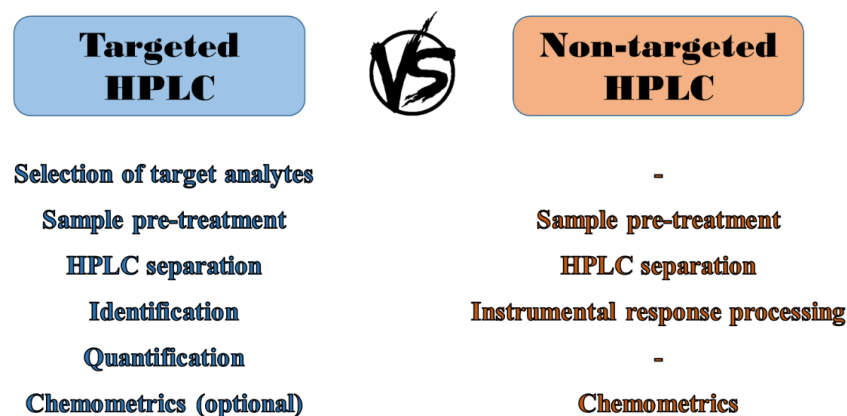 Targeted
HPLC
VS
Non-targeted
HPLC
Selection of target analytes
-
Sample pre-treatment
Sample pre-treatment
HPLC separation
HPLC separation
Identification
Instrumental response processing
Quantification
-
Chemometrics (optional)
Chemometrics